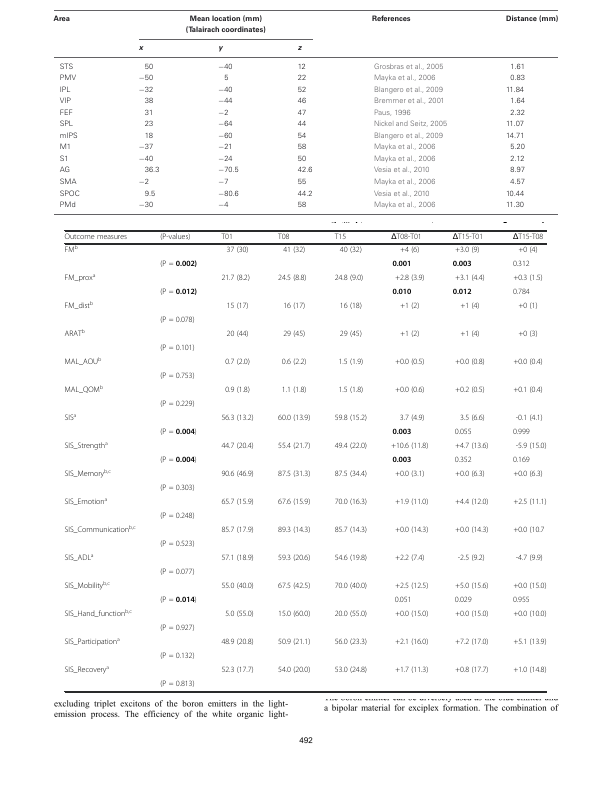 Area Mean location (mm) References Distance (mm)
(Talairach coordinates)
x y z
STS 50 −40 12 Grosbras et al., 2005 1.61
PMV −50 5 22 Mayka et al., 2006 0.83
IPL −32 −40 52 Blangero et al., 2009 11.84
VIP 38 −44 46 Bremmer et al., 2001 1.64
FEF 31 −2 47 Paus, 1996 2.32
SPL 23 −64 44 Nickel and Seitz, 2005 11.07
mIPS 18 −60 54 Blangero et al., 2009 14.71
M1 −37 −21 58 Mayka et al., 2006 5.20
S1 −40 −24 50 Mayka et al., 2006 2.12
AG 36.3 −70.5 42.6 Vesia et al., 2010 8.97
SMA −2 −7 55 Mayka et al., 2006 4.57
SPOC 9.5 −80.6 44.2 Vesia et al., 2010 10.44
PMd −30 −4 58 Mayka et al., 2006 11.30
Outcome measures (P-values) T01 T08 T15 ΔT08-T01 ΔT15-T01 ΔT15-T08
FMᵇ 37 (30) 41 (32) 40 (32) +4 (6) +3.0 (9) +0 (4)
(P = 0.002) 0.001 0.003 0.312
FM_proxᵃ 21.7 (8.2) 24.5 (8.8) 24.8 (9.0) +2.8 (3.9) +3.1 (4.4) +0.3 (1.5)
(P = 0.012) 0.010 0.012 0.784
FM_distᵇ 15 (17) 16 (17) 16 (18) +1 (2) +1 (4) +0 (1)
(P = 0.078)
ARATᵇ 20 (44) 29 (45) 29 (45) +1 (2) +1 (4) +0 (3)
(P = 0.101)
MAL_AOUᵇ 0.7 (2.0) 0.6 (2.2) 1.5 (1.9) +0.0 (0.5) +0.0 (0.8) +0.0 (0.4)
(P = 0.753)
MAL_QOMᵇ 0.9 (1.8) 1.1 (1.8) 1.5 (1.8) +0.0 (0.6) +0.2 (0.5) +0.1 (0.4)
(P = 0.229)
SISᵃ 56.3 (13.2) 60.0 (13.9) 59.8 (15.2) 3.7 (4.9) 3.5 (6.6) -0.1 (4.1)
(P = 0.004) 0.003 0.055 0.999
SIS_Strengthᵃ 44.7 (20.4) 55.4 (21.7) 49.4 (22.0) +10.6 (11.8) +4.7 (13.6) -5.9 (15.0)
(P = 0.004) 0.003 0.352 0.169
SIS_Memoryᵇ,ᶜ 90.6 (46.9) 87.5 (31.3) 87.5 (34.4) +0.0 (3.1) +0.0 (6.3) +0.0 (6.3)
(P = 0.303)
SIS_Emotionᵃ 65.7 (15.9) 67.6 (15.9) 70.0 (16.3) +1.9 (11.0) +4.4 (12.0) +2.5 (11.1)
(P = 0.248)
SIS_Communicationᵇ,ᶜ 85.7 (17.9) 89.3 (14.3) 85.7 (14.3) +0.0 (14.3) +0.0 (14.3) +0.0 (10.7
(P = 0.523)
SIS_ADLᵃ 57.1 (18.9) 59.3 (20.6) 54.6 (19.8) +2.2 (7.4) -2.5 (9.2) -4.7 (9.9)
(P = 0.077)
SIS_Mobilityᵇ,ᶜ 55.0 (40.0) 67.5 (42.5) 70.0 (40.0) +2.5 (12.5) +5.0 (15.6) +0.0 (15.0)
(P = 0.014) 0.051 0.029 0.955
SIS_Hand_functionᵇ,ᶜ 5.0 (55.0) 15.0 (60.0) 20.0 (55.0) +0.0 (15.0) +0.0 (15.0) +0.0 (10.0)
(P = 0.927)
SIS_Participationᵃ 48.9 (20.8) 50.9 (21.1) 56.0 (23.3) +2.1 (16.0) +7.2 (17.0) +5.1 (13.9)
(P = 0.132)
SIS_Recoveryᵃ 52.3 (17.7) 54.0 (20.0) 53.0 (24.8) +1.7 (11.3) +0.8 (17.7) +1.0 (14.8)
(P = 0.813)
excluding triplet excitons of the boron emitters in the light-
emission process. The efficiency of the white organic light-
a bipolar material for exciplex formation. The combination of
492